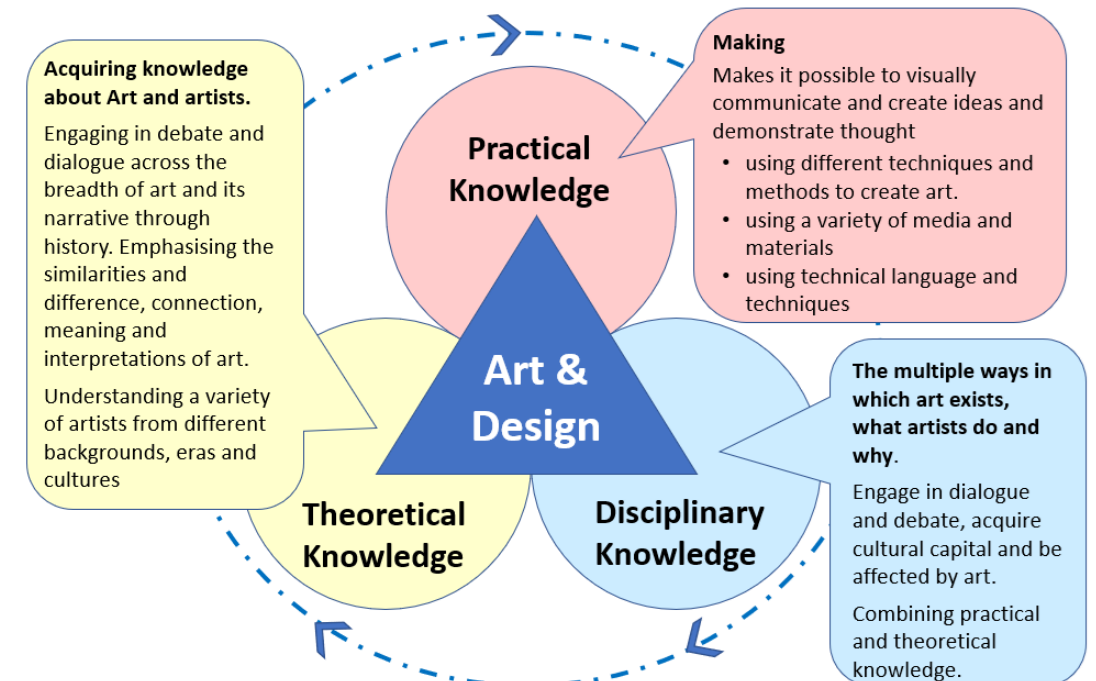 Acquiring knowledge
about Art and artists.
Engaging in debate and
dialogue across the
breadth of art and its
narrative through
history. Emphasising the
similarities and
difference, connection,
meaning and
interpretations of art.
Understanding a variety
of artists from different
backgrounds, eras and
cultures
Practical
Knowledge
Making
Makes it possible to visually
communicate and create ideas and
demonstrate thought
• using different techniques and
methods to create art.
• using a variety of media and
materials
• using technical language and
techniques
Art &
Design
Theoretical
Knowledge
Disciplinary
Knowledge
The multiple ways in
which art exists,
what artists do and
why.
Engage in dialogue
and debate, acquire
cultural capital and be
affected by art.
Combining practical
and theoretical
knowledge.